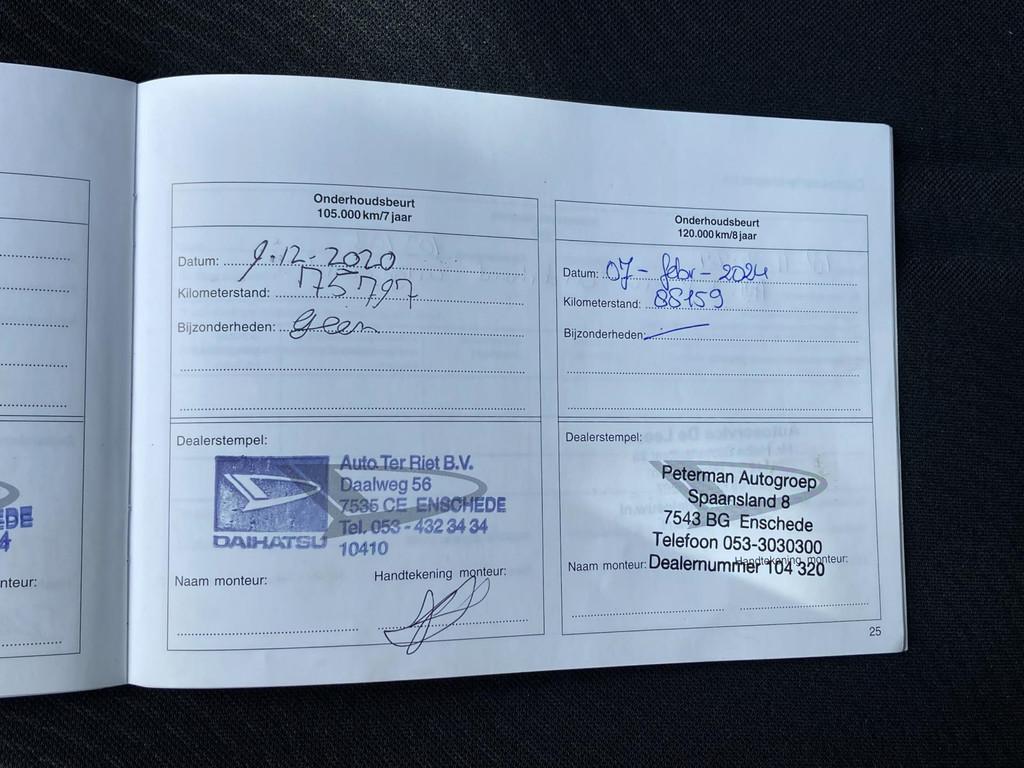 EDE
4
nteur:
Onderhoudsbeurt
105.000 km/7 jaar
Datum: 9-12-2020
Kilometerstand: 75797
Bijzonderheden: Geen
Dealerstempel:
DAIHATSU
Auto Ter Riet B.V.
Daalweg 56
7535 CE ENSCHEDE
Tel. 053 - 432 34 34
10410
Naam monteur:
Handtekening monteur:
Onderhoudsbeurt
120.000 km/8 jaar
Datum: 07-febr-2024
Kilometerstand: 88159
Bijzonderheden:
Dealerstempel:
Peterman Autogroep
Spaansland 8
7543 BG Enschede
Telefoon 053-3030300
Dealernummer 104 320
Naam monteur:
Handtekening monteur:
25